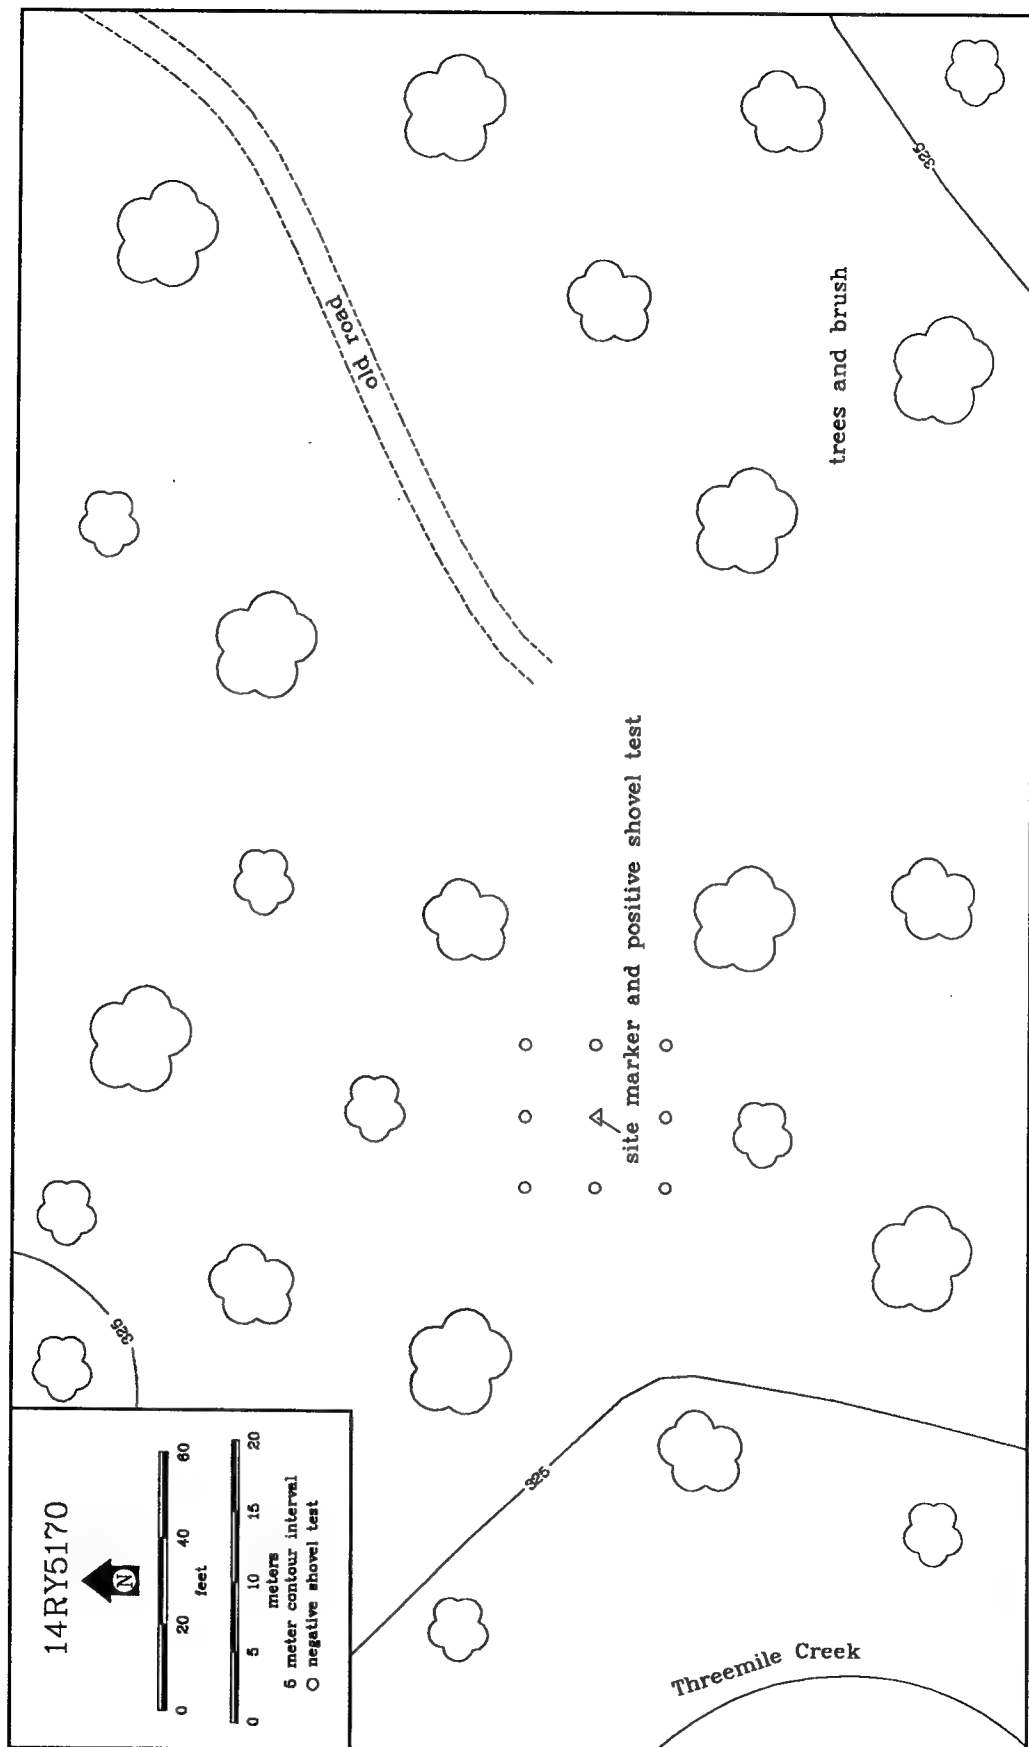 14RY5170
N
0 20 40 60
feet
0 5 10 15 20
meters
5 meter contour interval
negative shovel test
325
325
325
old road
trees and brush
site marker and positive shovel test
Threemile Creek